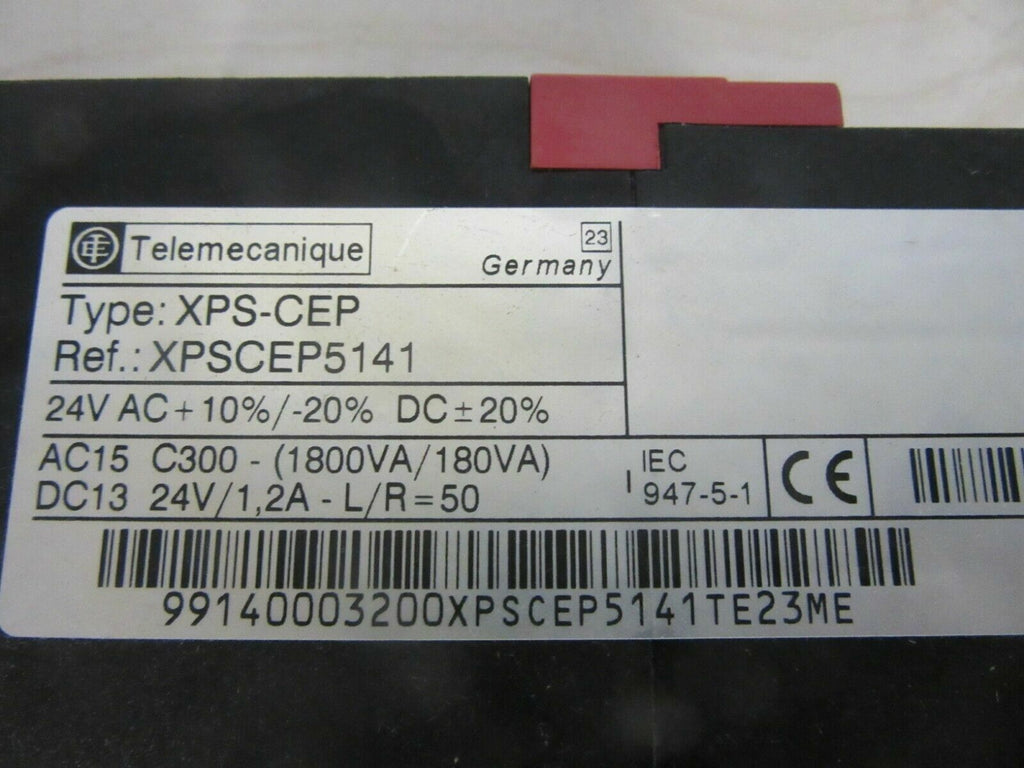 TE Telemecanique
23
Germany
Type: XPS-CEP
Ref.: XPSCEP5141
24V AC+10%/-20% DC±20%
AC15 C300 - (1800VA/180VA)
DC13 24V/1,2A - L/R=50
IEC
947-5-1
CE
99140003200XPSCEP5141TE23ME